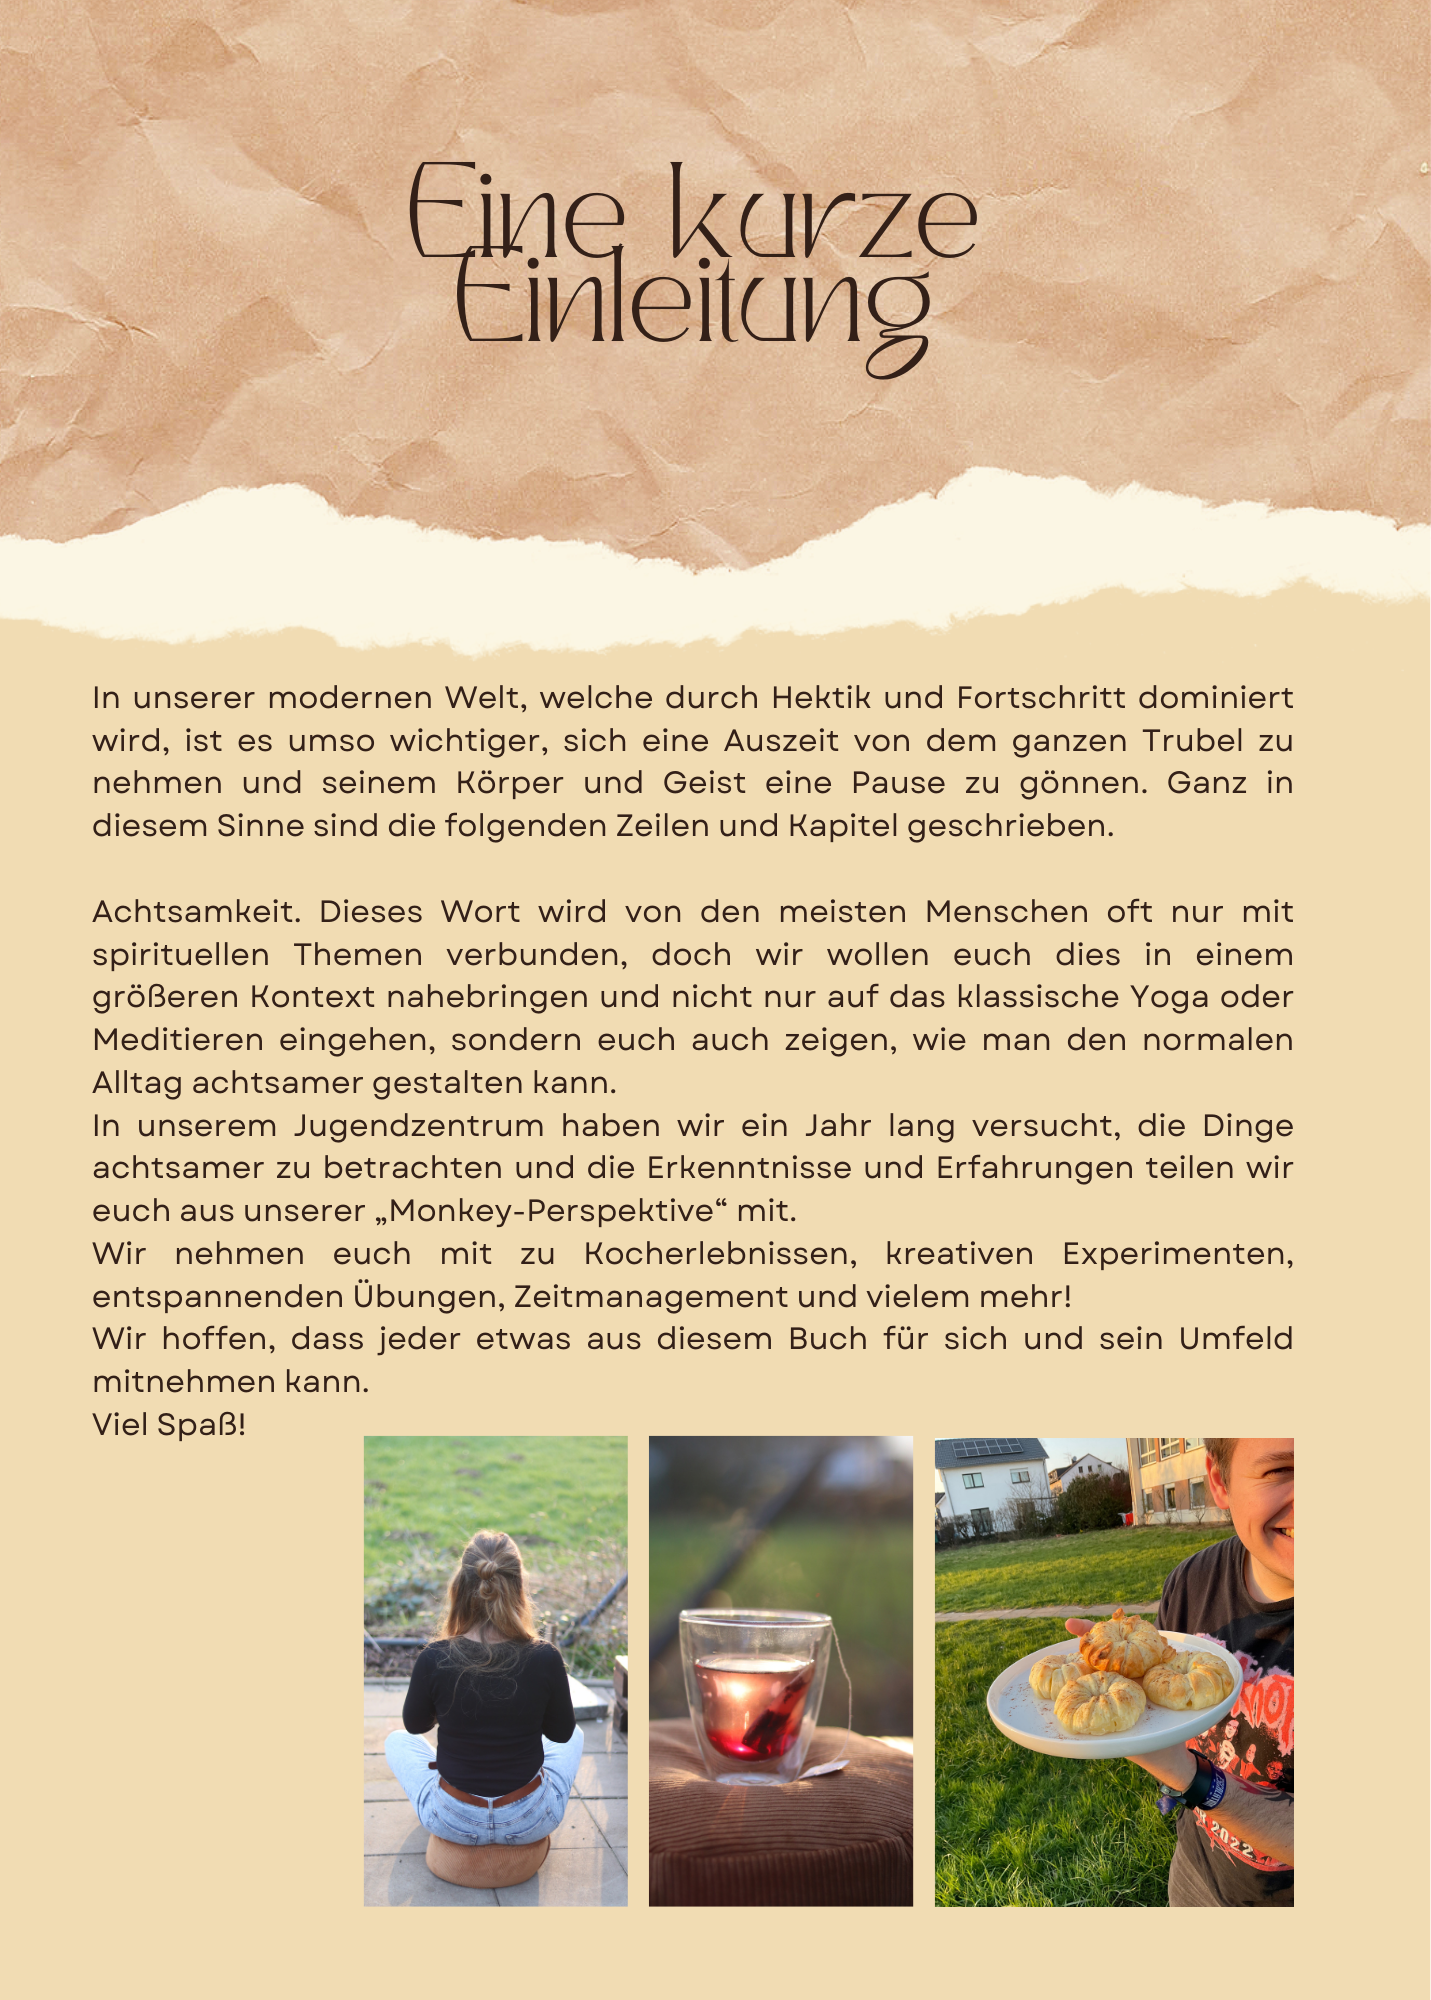 Eine kurze
Einleitung
In unserer modernen Welt, welche durch Hektik und Fortschritt dominiert
wird, ist es umso wichtiger, sich eine Auszeit von dem ganzen Trubel zu
nehmen und seinem Körper und Geist eine Pause zu gönnen. Ganz in
diesem Sinne sind die folgenden Zeilen und Kapitel geschrieben.
Achtsamkeit. Dieses Wort wird von den meisten Menschen oft nur mit
spirituellen Themen verbunden, doch wir wollen euch dies in einem
größeren Kontext nahebringen und nicht nur auf das klassische Yoga oder
Meditieren eingehen, sondern euch auch zeigen, wie man den normalen
Alltag achtsamer gestalten kann.
In unserem Jugendzentrum haben wir ein Jahr lang versucht, die Dinge
achtsamer zu betrachten und die Erkenntnisse und Erfahrungen teilen wir
euch aus unserer „Monkey-Perspektive“ mit.
Wir nehmen euch mit zu Kocherlebnissen, kreativen Experimenten,
entspannenden Übungen, Zeitmanagement und vielem mehr!
Wir hoffen, dass jeder etwas aus diesem Buch für sich und sein Umfeld
mitnehmen kann.
Viel Spaß!
2022